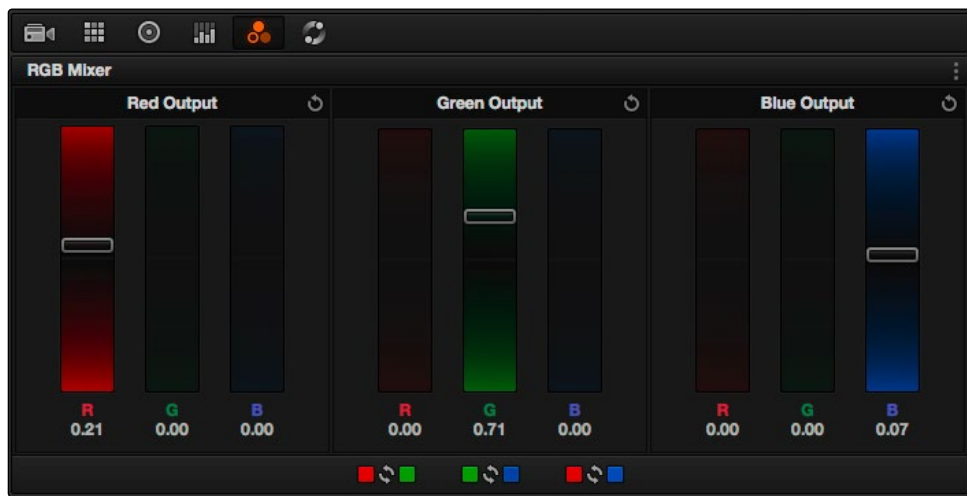 RGB Mixer
Red Output Green Output Blue Output
R G B R G B R G B
0.21 0.00 0.00 0.00 0.71 0.00 0.00 0.00 0.07